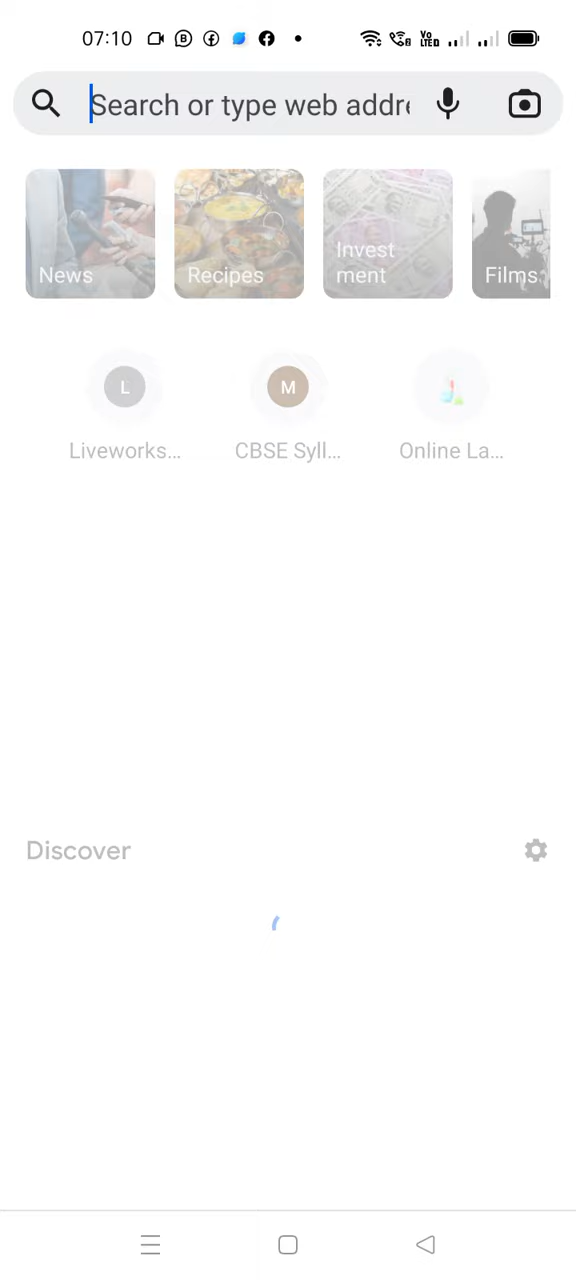 07:10
Search or type web addre
News
Recipes
Invest
ment
Films
L
M
Liveworks...
CBSE Syll...
Online La...
Discover